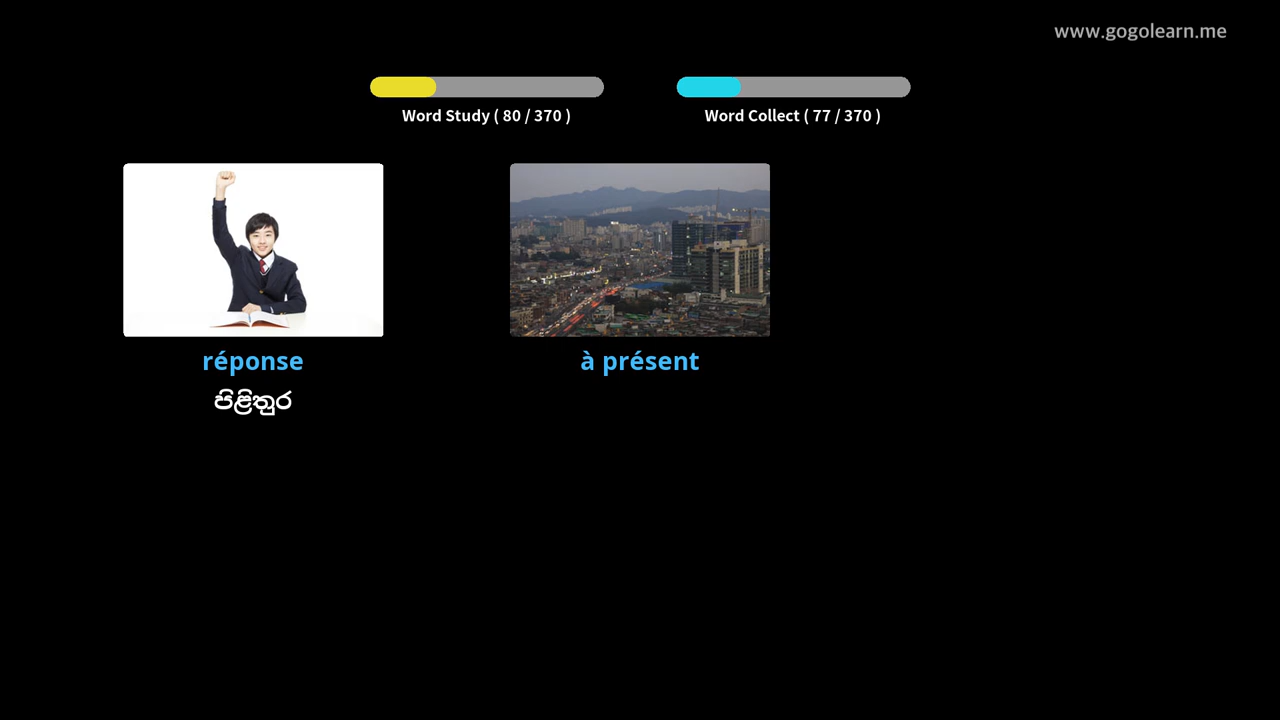 www.gogolearn.me
Word Study ( 80 / 370 )
Word Collect ( 77 / 370 )
réponse
à présent
පිළිතුර